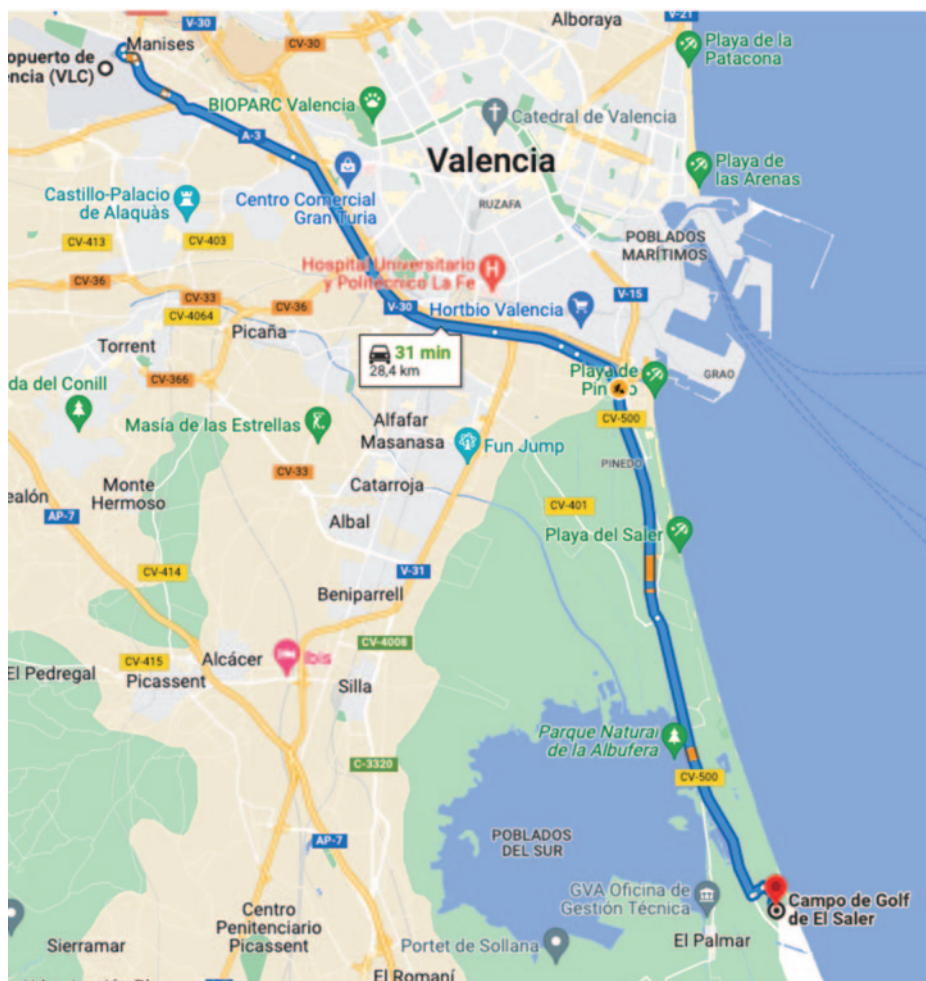 Alboraya
V-21
V-30
Manises
CV-30
Playa de la
Patacona
opuerto de
encia (VLC)
BIOPARC Valencia
Catedral de Valencia
A-3
Valencia
Playa de
las Arenas
Centro Comercial
Gran Turia
Castillo-Palacio
de Alaquàs
RUZAFA
POBLADOS
MARÍTIMOS
CV-413
CV-403
Hospital Universitario
y Politécnico La Fe
CV-36
CV-33
CV-36
V-15
CV-4064
V-30
Hortbio Valencia
Picaña
Torrent
31 min
28,4 km
CV-366
Playa de
GRAO
da del Conill
Masía de las Estrellas
Alfafar
Masanasa
CV-500
Fun Jump
PINEDO
CV-33
Monte
Hermoso
Catarroja
ealón
CV-401
AP-7
Albal
Playa del Saler
CV-414
V-31
Beniparrell
CV-4008
CV-415
Alcácer
Ibis
El Pedregal
Picassent
Silla
Parque Natural
de la Albufera
C-3320
CV-500
AP-7
POBLADOS
DEL SUR
GVA Oficina de
Gestión Técnica
Campo de Golf
de El Saler
Centro
Penitenciario
Picassent
Sierramar
Portet de Sollana
El Palmar
El Romaní